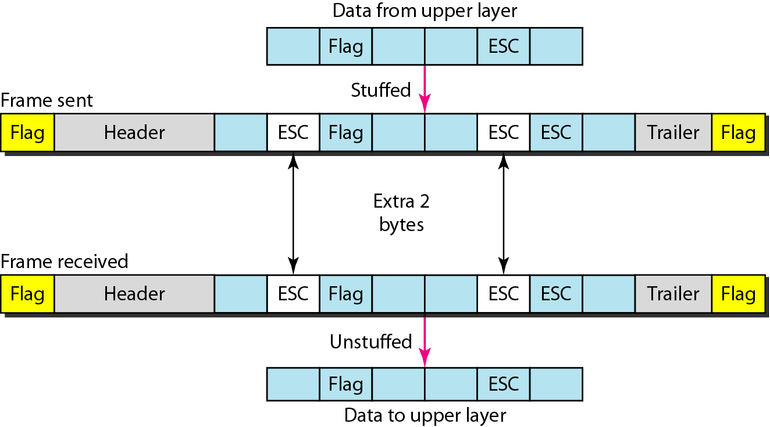 Data from upper layer
Flag ESC
Stuffed
Frame sent
Flag Header ESC Flag ESC ESC Trailer Flag
Extra 2
bytes
Frame received
Flag Header ESC Flag ESC ESC Trailer Flag
Unstuffed
Flag ESC
Data to upper layer